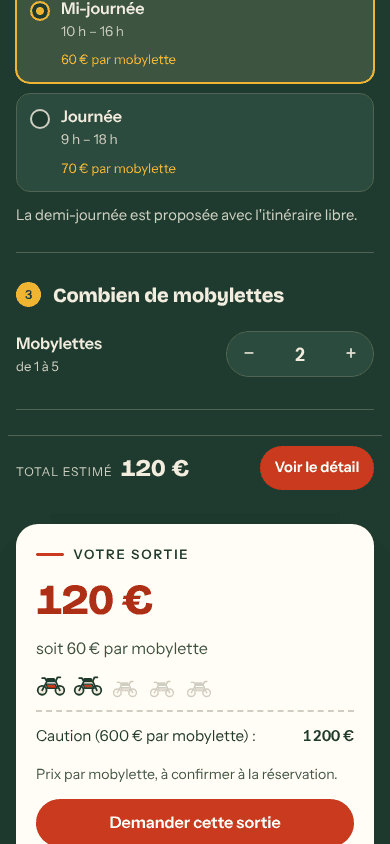 Mi-journée
10 h – 16 h
60 € par mobylette
Journée
9 h – 18 h
70 € par mobylette
La demi-journée est proposée avec l'itinéraire libre.
3 Combien de mobylettes
Mobylettes
de 1 à 5
− 2 +
TOTAL ESTIMÉ 120 €
Voir le détail
VOTRE SORTIE
120 €
soit 60 € par mobylette
Caution (600 € par mobylette) : 1 200 €
Prix par mobylette, à confirmer à la réservation.
Demander cette sortie